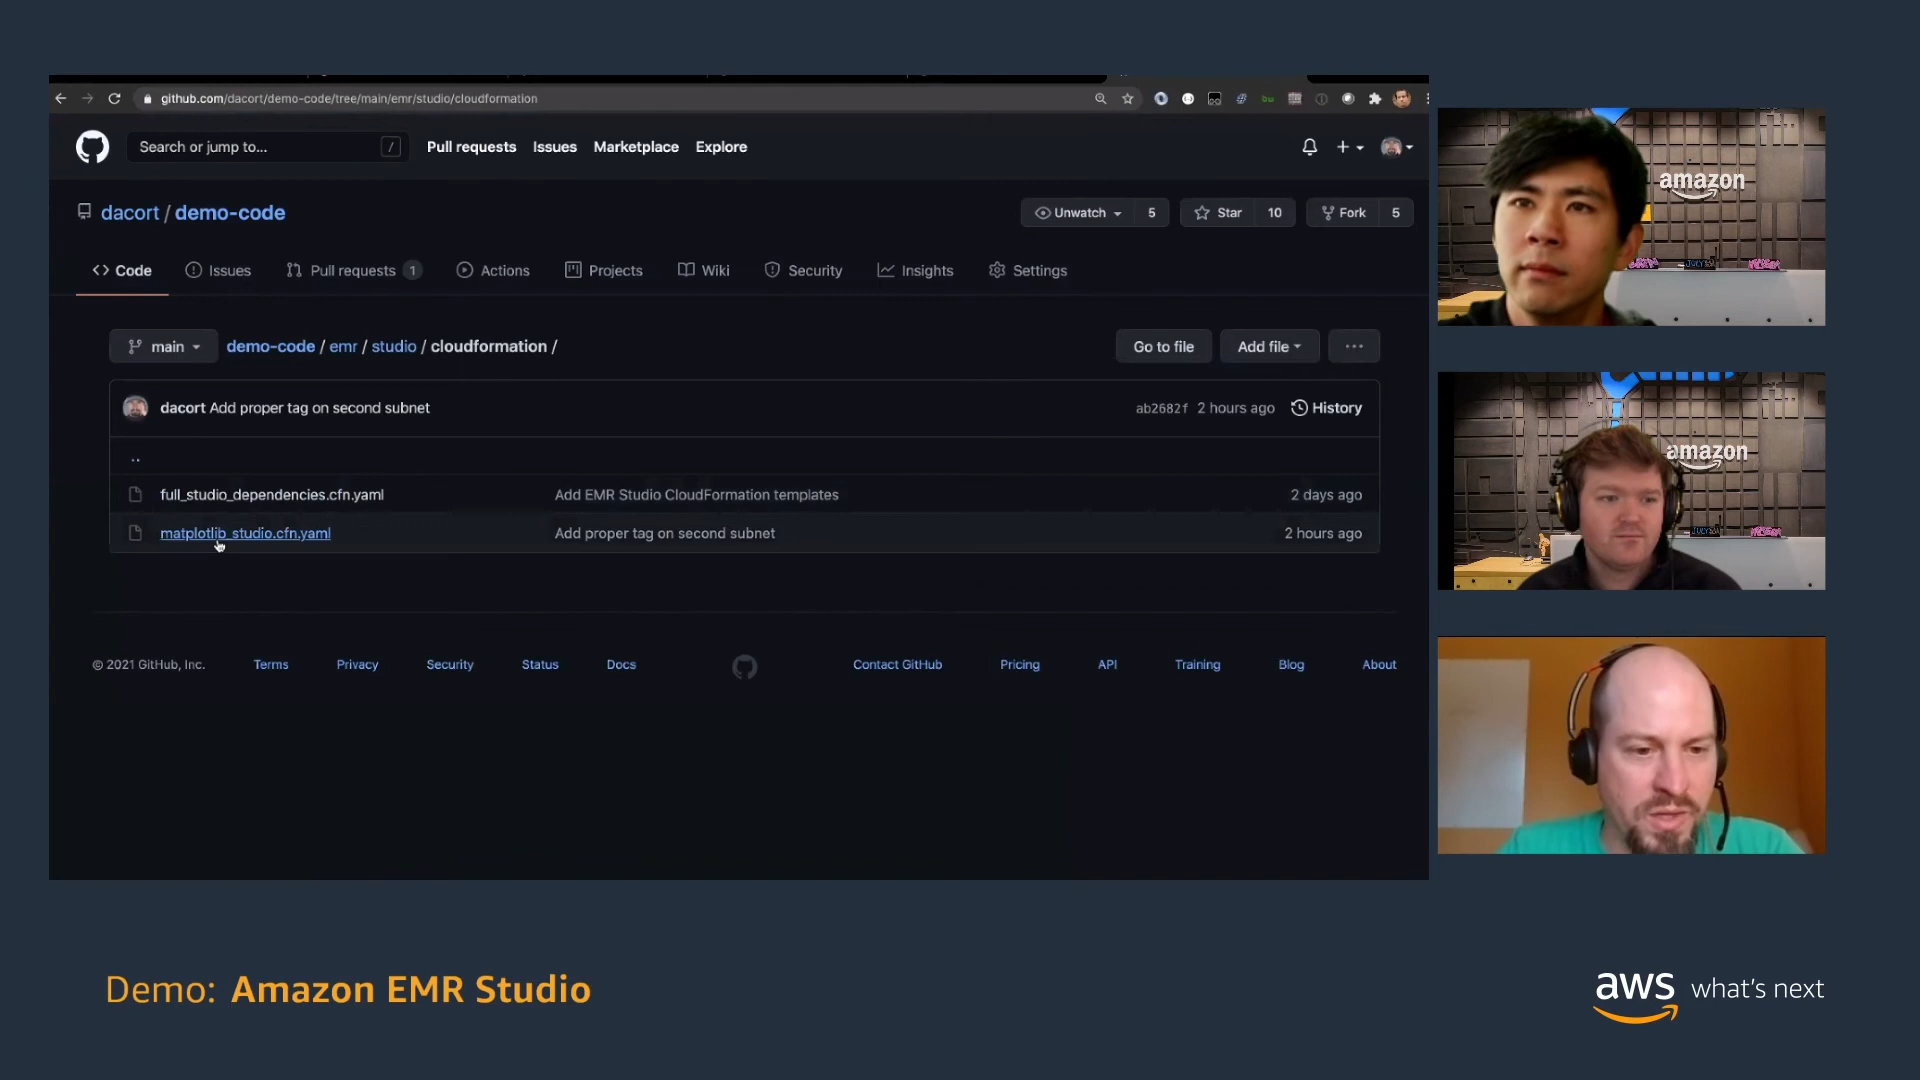 github.com/dacort/demo-code/tree/main/emr/studio/cloudformation
Search or jump to... /
Pull requests Issues Marketplace Explore
dacort / demo-code
Unwatch 5 Star 10 Fork 5
Code Issues Pull requests 1 Actions Projects Wiki Security Insights Settings
main demo-code / emr / studio / cloudformation /
Go to file Add file ...
dacort Add proper tag on second subnet ab2682f 2 hours ago History
..
full_studio_dependencies.cfn.yaml Add EMR Studio CloudFormation templates 2 days ago
matplotlib_studio.cfn.yaml Add proper tag on second subnet 2 hours ago
© 2021 GitHub, Inc. Terms Privacy Security Status Docs Contact GitHub Pricing API Training Blog About
amazon
amazon
Demo: Amazon EMR Studio
aws what's next